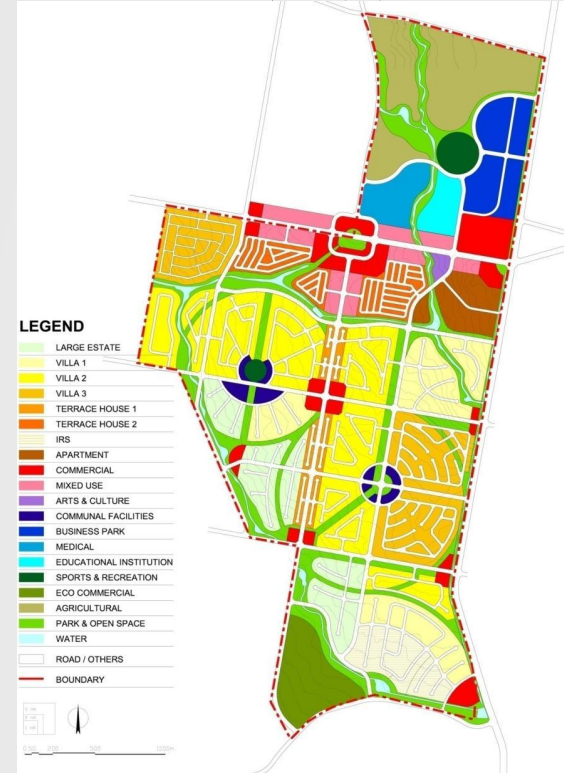 LEGEND
LARGE ESTATE
VILLA 1
VILLA 2
VILLA 3
TERRACE HOUSE 1
TERRACE HOUSE 2
IRS
APARTMENT
COMMERCIAL
MIXED USE
ARTS & CULTURE
COMMUNAL FACILITIES
BUSINESS PARK
MEDICAL
EDUCATIONAL INSTITUTION
SPORTS & RECREATION
ECO COMMERCIAL
AGRICULTURAL
PARK & OPEN SPACE
WATER
ROAD / OTHERS
BOUNDARY